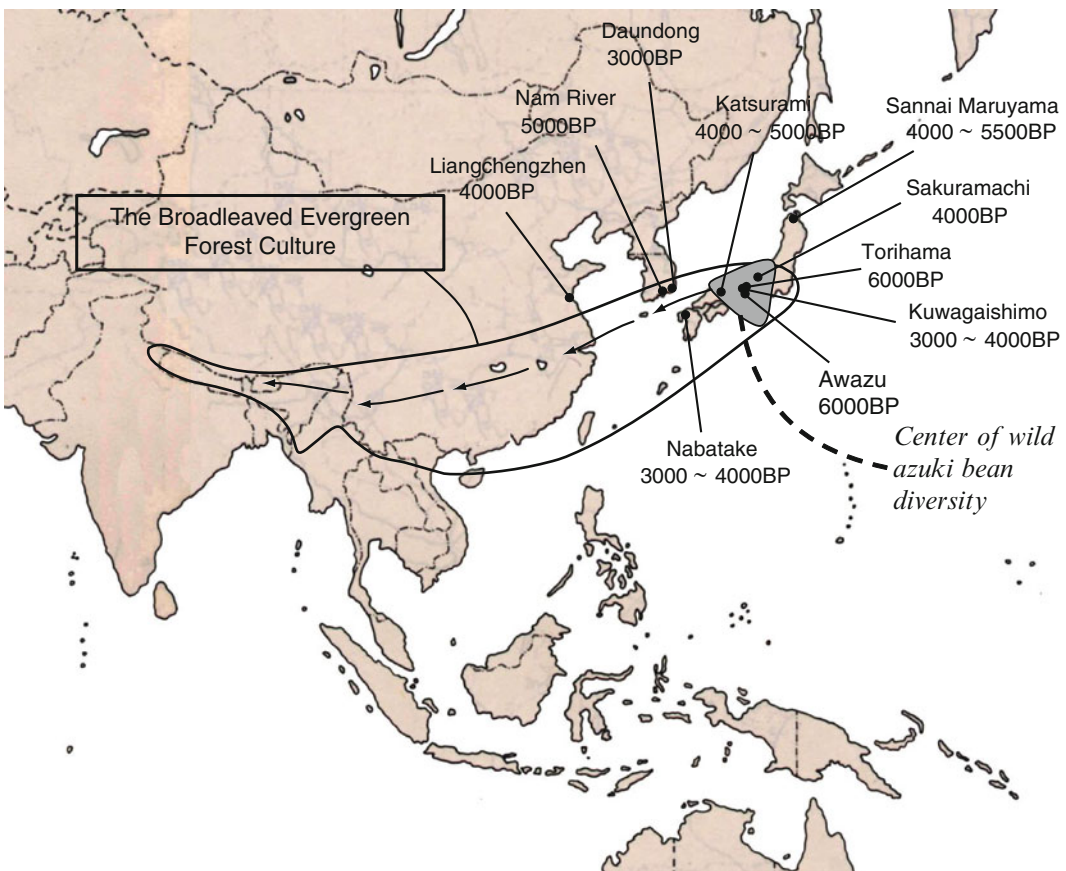 Daundong
3000BP
Nam River
5000BP
Katsurami
4000 ~ 5000BP
Sannai Maruyama
4000 ~ 5500BP
Liangchengzhen
4000BP
Sakuramachi
4000BP
The Broadleaved Evergreen
Forest Culture
Torihama
6000BP
Kuwagaishimo
3000 ~ 4000BP
Awazu
6000BP
Nabatake
3000 ~ 4000BP
Center of wild
azuki bean
diversity